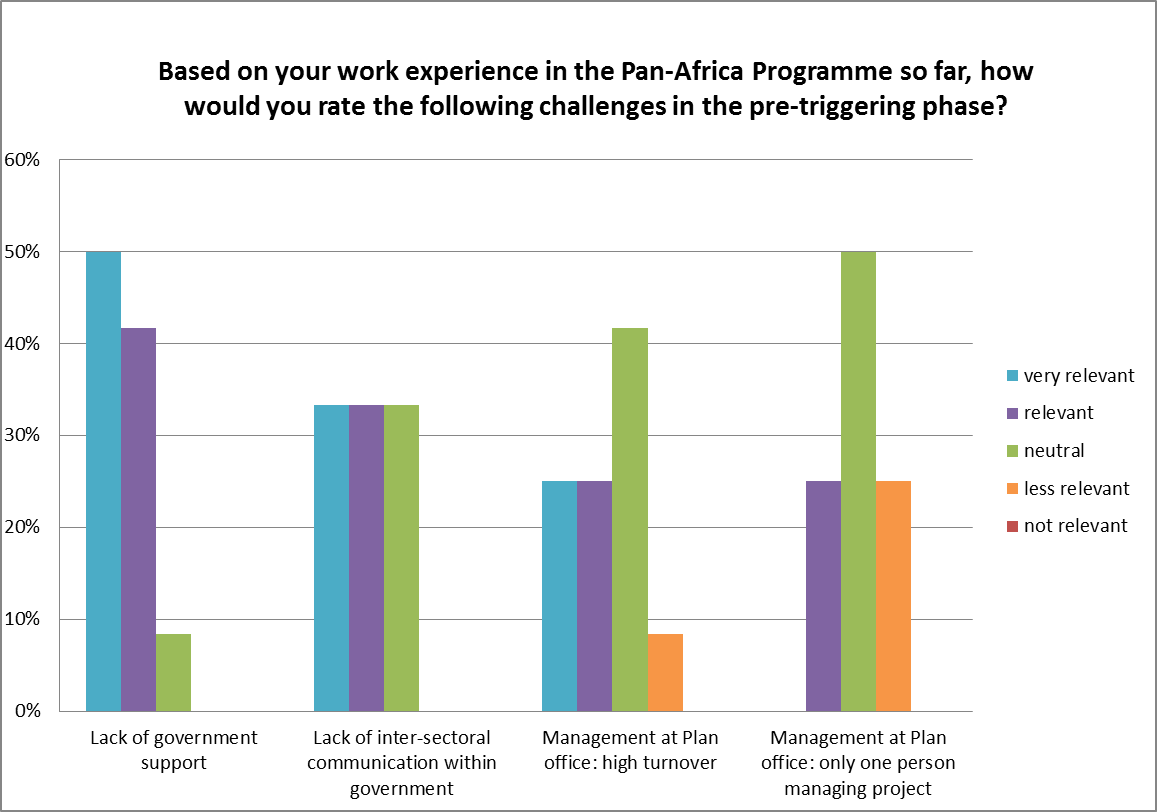 Based on your work experience in the Pan-Africa Programme so far, how
would you rate the following challenges in the pre-triggering phase?
60%
50%
40%
30%
20%
10%
0%
Lack of government
support
Lack of inter-sectoral
communication within
government
Management at Plan
office: high turnover
Management at Plan
office: only one person
managing project
very relevant
relevant
neutral
less relevant
not relevant